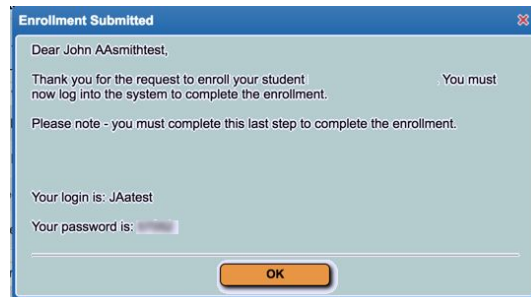 Enrollment Submitted
Dear John AAsmithtest,
Thank you for the request to enroll your student . You must
now log into the system to complete the enrollment.
Please note - you must complete this last step to complete the enrollment.
Your login is: JAatest
Your password is:
OK